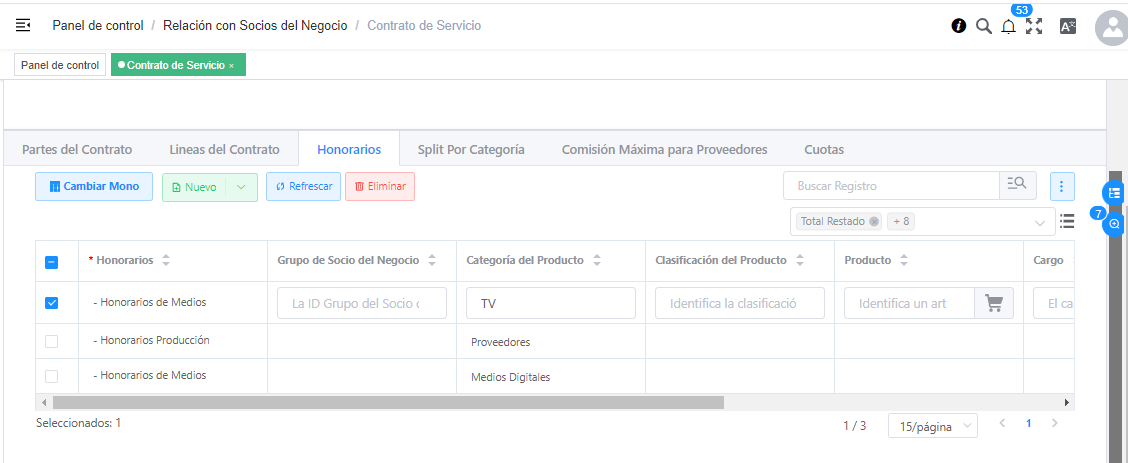 Panel de control / Relación con Socios del Negocio / Contrato de Servicio
53
Panel de control
Contrato de Servicio ×
Partes del Contrato Lineas del Contrato Honorarios Split Por Categoría Comisión Máxima para Proveedores Cuotas
Cambiar Mono Nuevo Refrescar Eliminar Buscar Registro
7
Total Restado + 8
* Honorarios Grupo de Socio del Negocio Categoría del Producto Clasificación del Producto Producto Cargo
- Honorarios de Medios La ID Grupo del Socio TV Identifica la clasificació Identifica un art El ca
- Honorarios Producción Proveedores
- Honorarios de Medios Medios Digitales
Seleccionados: 1
1 / 3 15/página 1